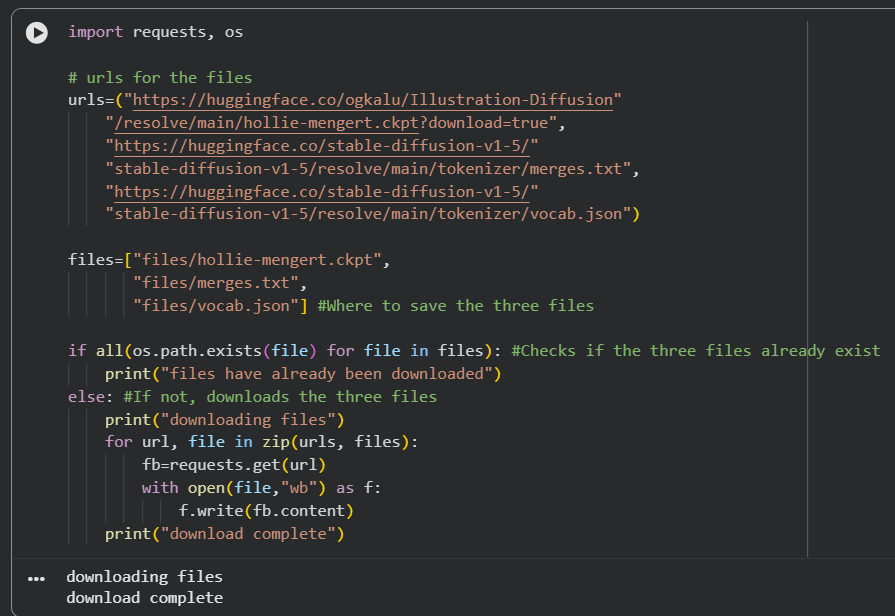 import requests, os
# urls for the files
urls=("https://huggingface.co/ogkalu/Illustration-Diffusion"
"/resolve/main/hollie-mengert.ckpt?download=true",
"https://huggingface.co/stable-diffusion-v1-5/"
"stable-diffusion-v1-5/resolve/main/tokenizer/merges.txt",
"https://huggingface.co/stable-diffusion-v1-5/"
"stable-diffusion-v1-5/resolve/main/tokenizer/vocab.json")
files=["files/hollie-mengert.ckpt",
"files/merges.txt",
"files/vocab.json"] #Where to save the three files
if all(os.path.exists(file) for file in files): #Checks if the three files already exist
print("files have already been downloaded")
else: #If not, downloads the three files
print("downloading files")
for url, file in zip(urls, files):
fb=requests.get(url)
with open(file,"wb") as f:
f.write(fb.content)
print("download complete")
downloading files
download complete